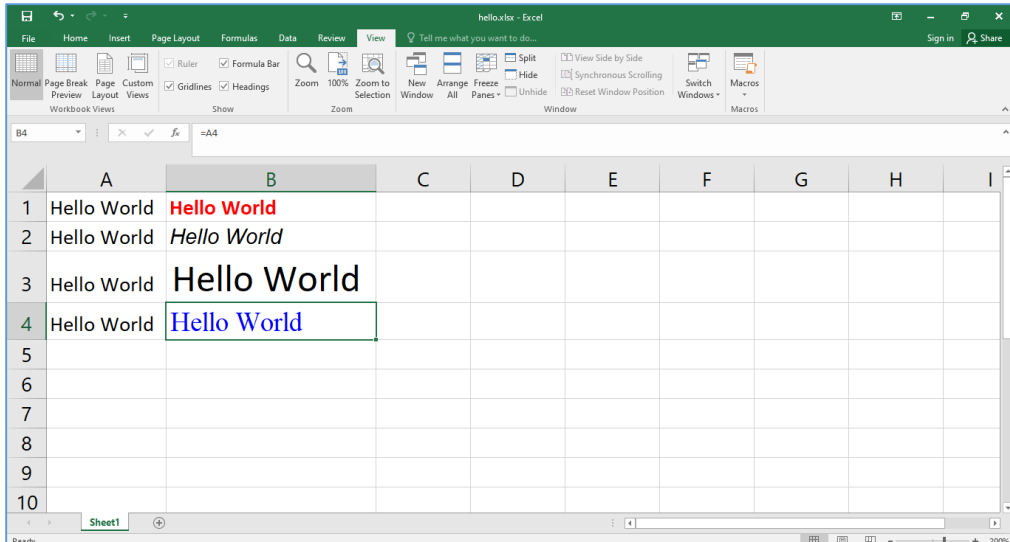 hello.xlsx - Excel
File Home Insert Page Layout Formulas Data Review View Tell me what you want to do... Sign in Share
Normal Page Break Preview Page Layout Custom Views
Workbook Views
Ruler Formula Bar
Gridlines Headings
Show
Zoom 100% Zoom to Selection
Zoom
New Window Arrange All Freeze Panes
Split
Hide
Unhide
View Side by Side
Synchronous Scrolling
Reset Window Position
Switch Windows
Window
Macros
Macros
B4 fx =A4
A B C D E F G H I
1 Hello World Hello World
2 Hello World Hello World
3 Hello World Hello World
4 Hello World Hello World
5
6
7
8
9
10
Sheet1
Ready 200%